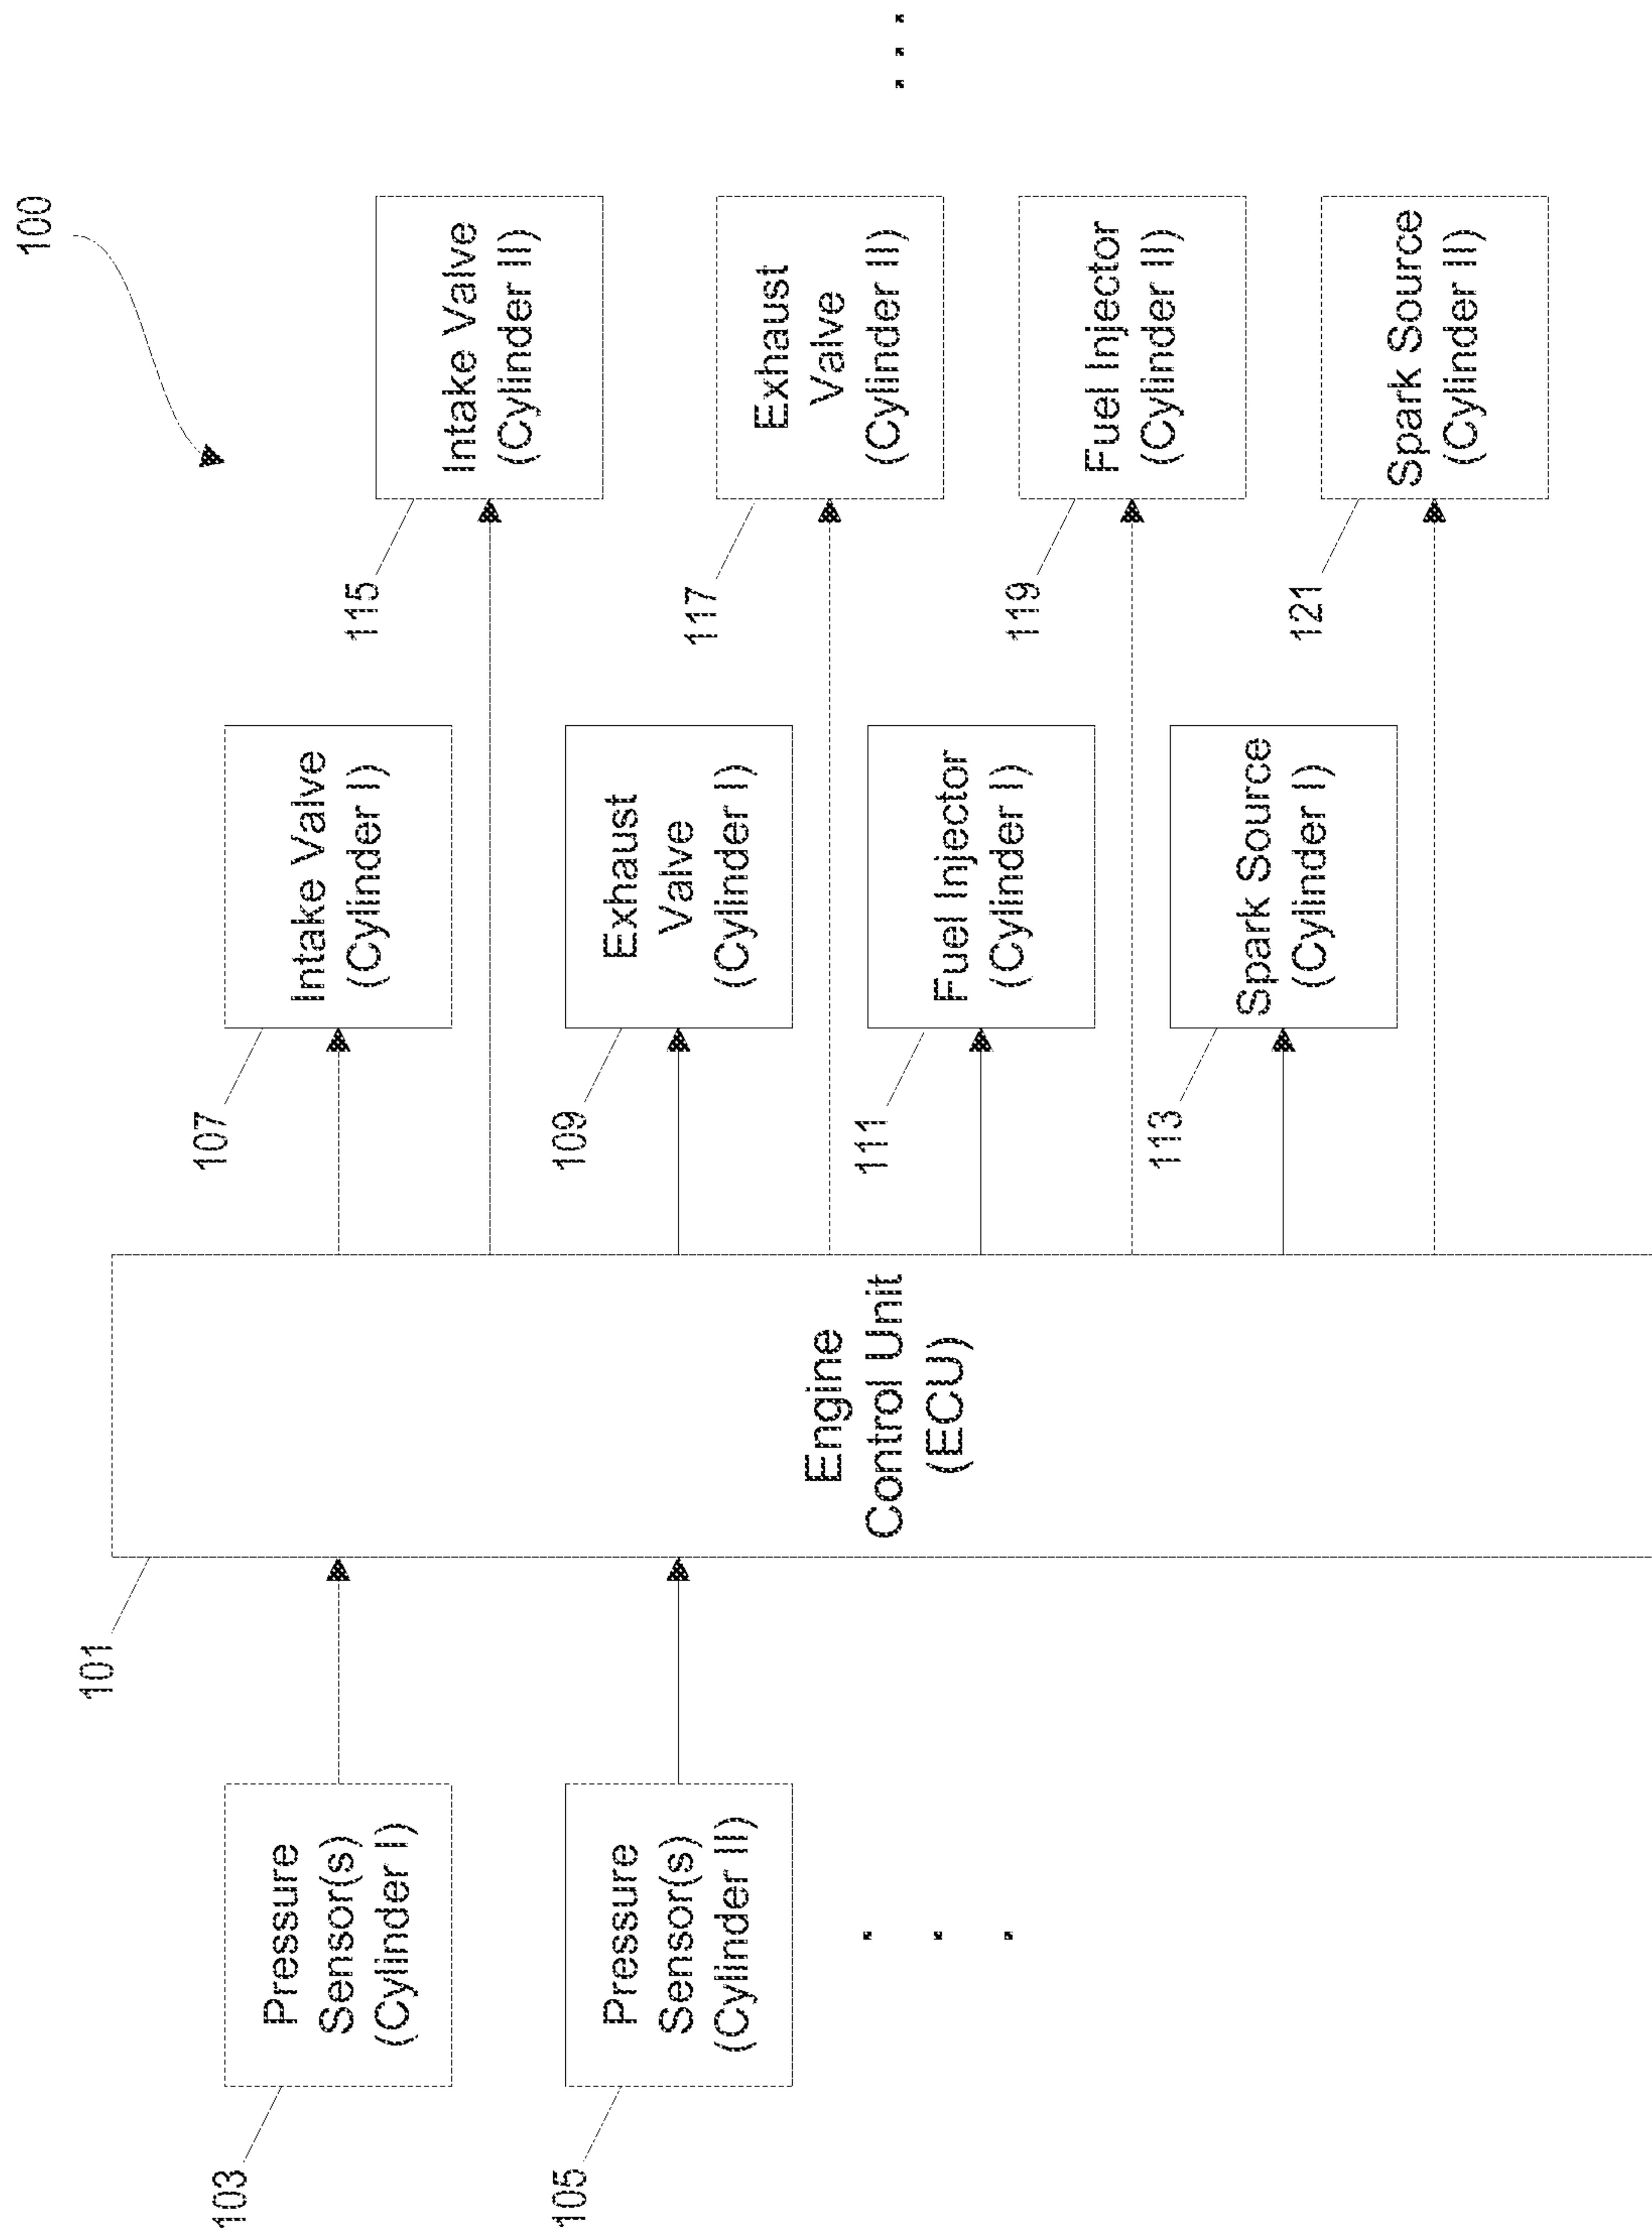 100
103
Pressure
Sensor(s)
(Cylinder I)
105
Pressure
Sensor(s)
(Cylinder II)
101
Engine
Control Unit
(ECU)
107
Intake Valve
(Cylinder I)
109
Exhaust
Valve
(Cylinder I)
111
Fuel Injector
(Cylinder I)
113
Spark Source
(Cylinder I)
115
Intake Valve
(Cylinder II)
117
Exhaust
Valve
(Cylinder II)
119
Fuel Injector
(Cylinder II)
121
Spark Source
(Cylinder II)